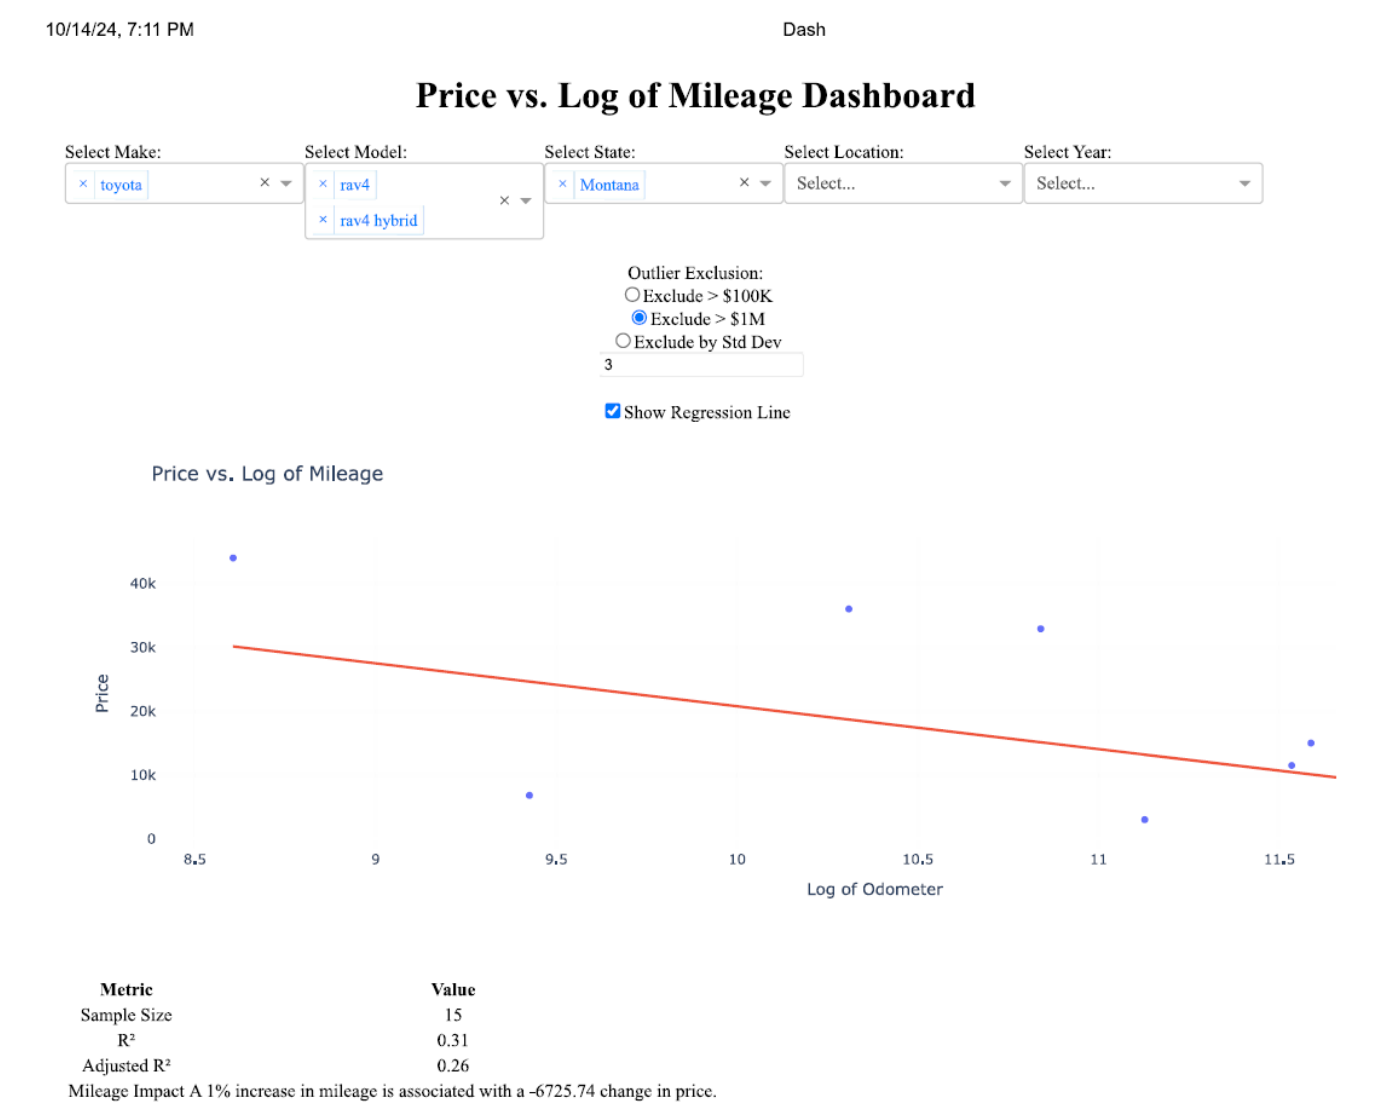 10/14/24, 7:11 PM Dash
Price vs. Log of Mileage Dashboard
Select Make: Select Model: Select State: Select Location: Select Year:
× toyota × × rav4 × rav4 hybrid × × Montana × Select... Select...
Outlier Exclusion:
Exclude > $100K
Exclude > $1M
Exclude by Std Dev
3
Show Regression Line
Price vs. Log of Mileage
40k
30k
20k
10k
0
Price
8.5 9 9.5 10 10.5 11 11.5
Log of Odometer
Metric Value
Sample Size 15
R² 0.31
Adjusted R² 0.26
Mileage Impact A 1% increase in mileage is associated with a -6725.74 change in price.